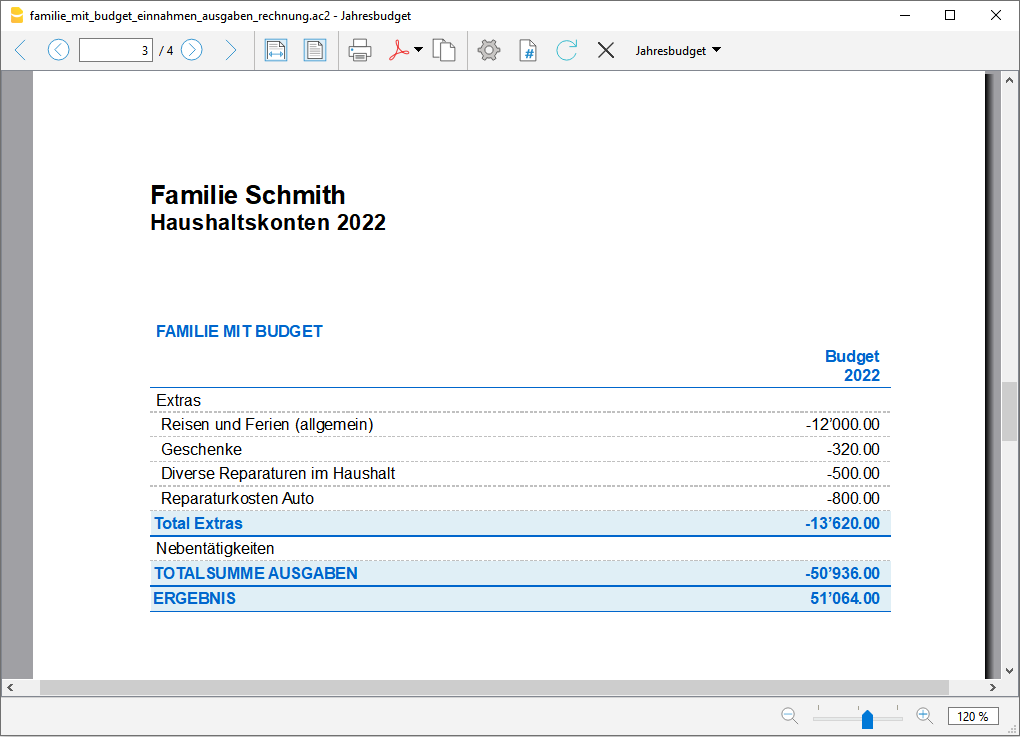 familie_mit_budget_einnahmen_ausgaben_rechnung.ac2 - Jahresbudget
3 / 4 Jahresbudget
Familie Schmith
Haushaltskonten 2022
FAMILIE MIT BUDGET
Budget
2022
Extras
Reisen und Ferien (allgemein) -12’000.00
Geschenke -320.00
Diverse Reparaturen im Haushalt -500.00
Reparaturkosten Auto -800.00
Total Extras -13’620.00
Nebentätigkeiten
TOTALSUMME AUSGABEN -50’936.00
ERGEBNIS 51’064.00
120 %